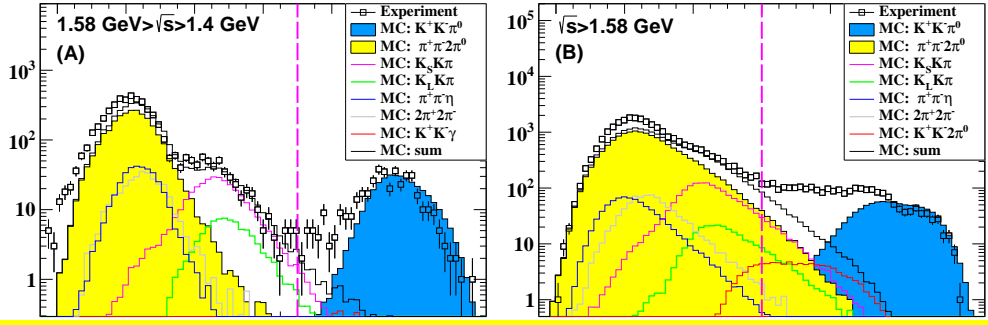 1.58 GeV>√s>1.4 GeV
(A)
10³
10²
10
1
Experiment
MC: K⁺K⁻π⁰
MC: π⁺π⁻2π⁰
MC: K_SKπ
MC: K_LKπ
MC: π⁺π⁻η
MC: 2π⁺2π⁻
MC: K⁺K⁻γ
MC: sum
√s>1.58 GeV
(B)
10⁵
10⁴
10³
10²
10
1
Experiment
MC: K⁺K⁻π⁰
MC: π⁺π⁻2π⁰
MC: K_SKπ
MC: K_LKπ
MC: π⁺π⁻η
MC: 2π⁺2π⁻
MC: K⁺K⁻2π⁰
MC: sum